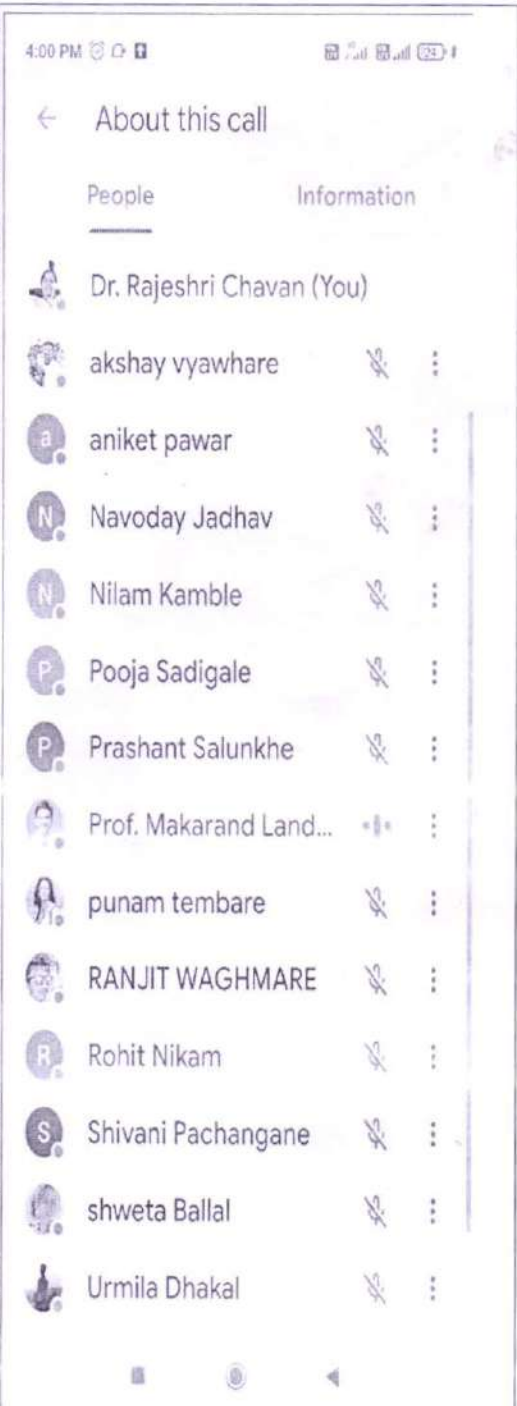 4:00 PM 24
About this call
People Information
Dr. Rajeshri Chavan (You)
akshay vyawhare
a aniket pawar
N Navoday Jadhav
N Nilam Kamble
P Pooja Sadigale
P Prashant Salunkhe
Prof. Makarand Land...
punam tembare
RANJIT WAGHMARE
R Rohit Nikam
S Shivani Pachangane
shweta Ballal
Urmila Dhakal